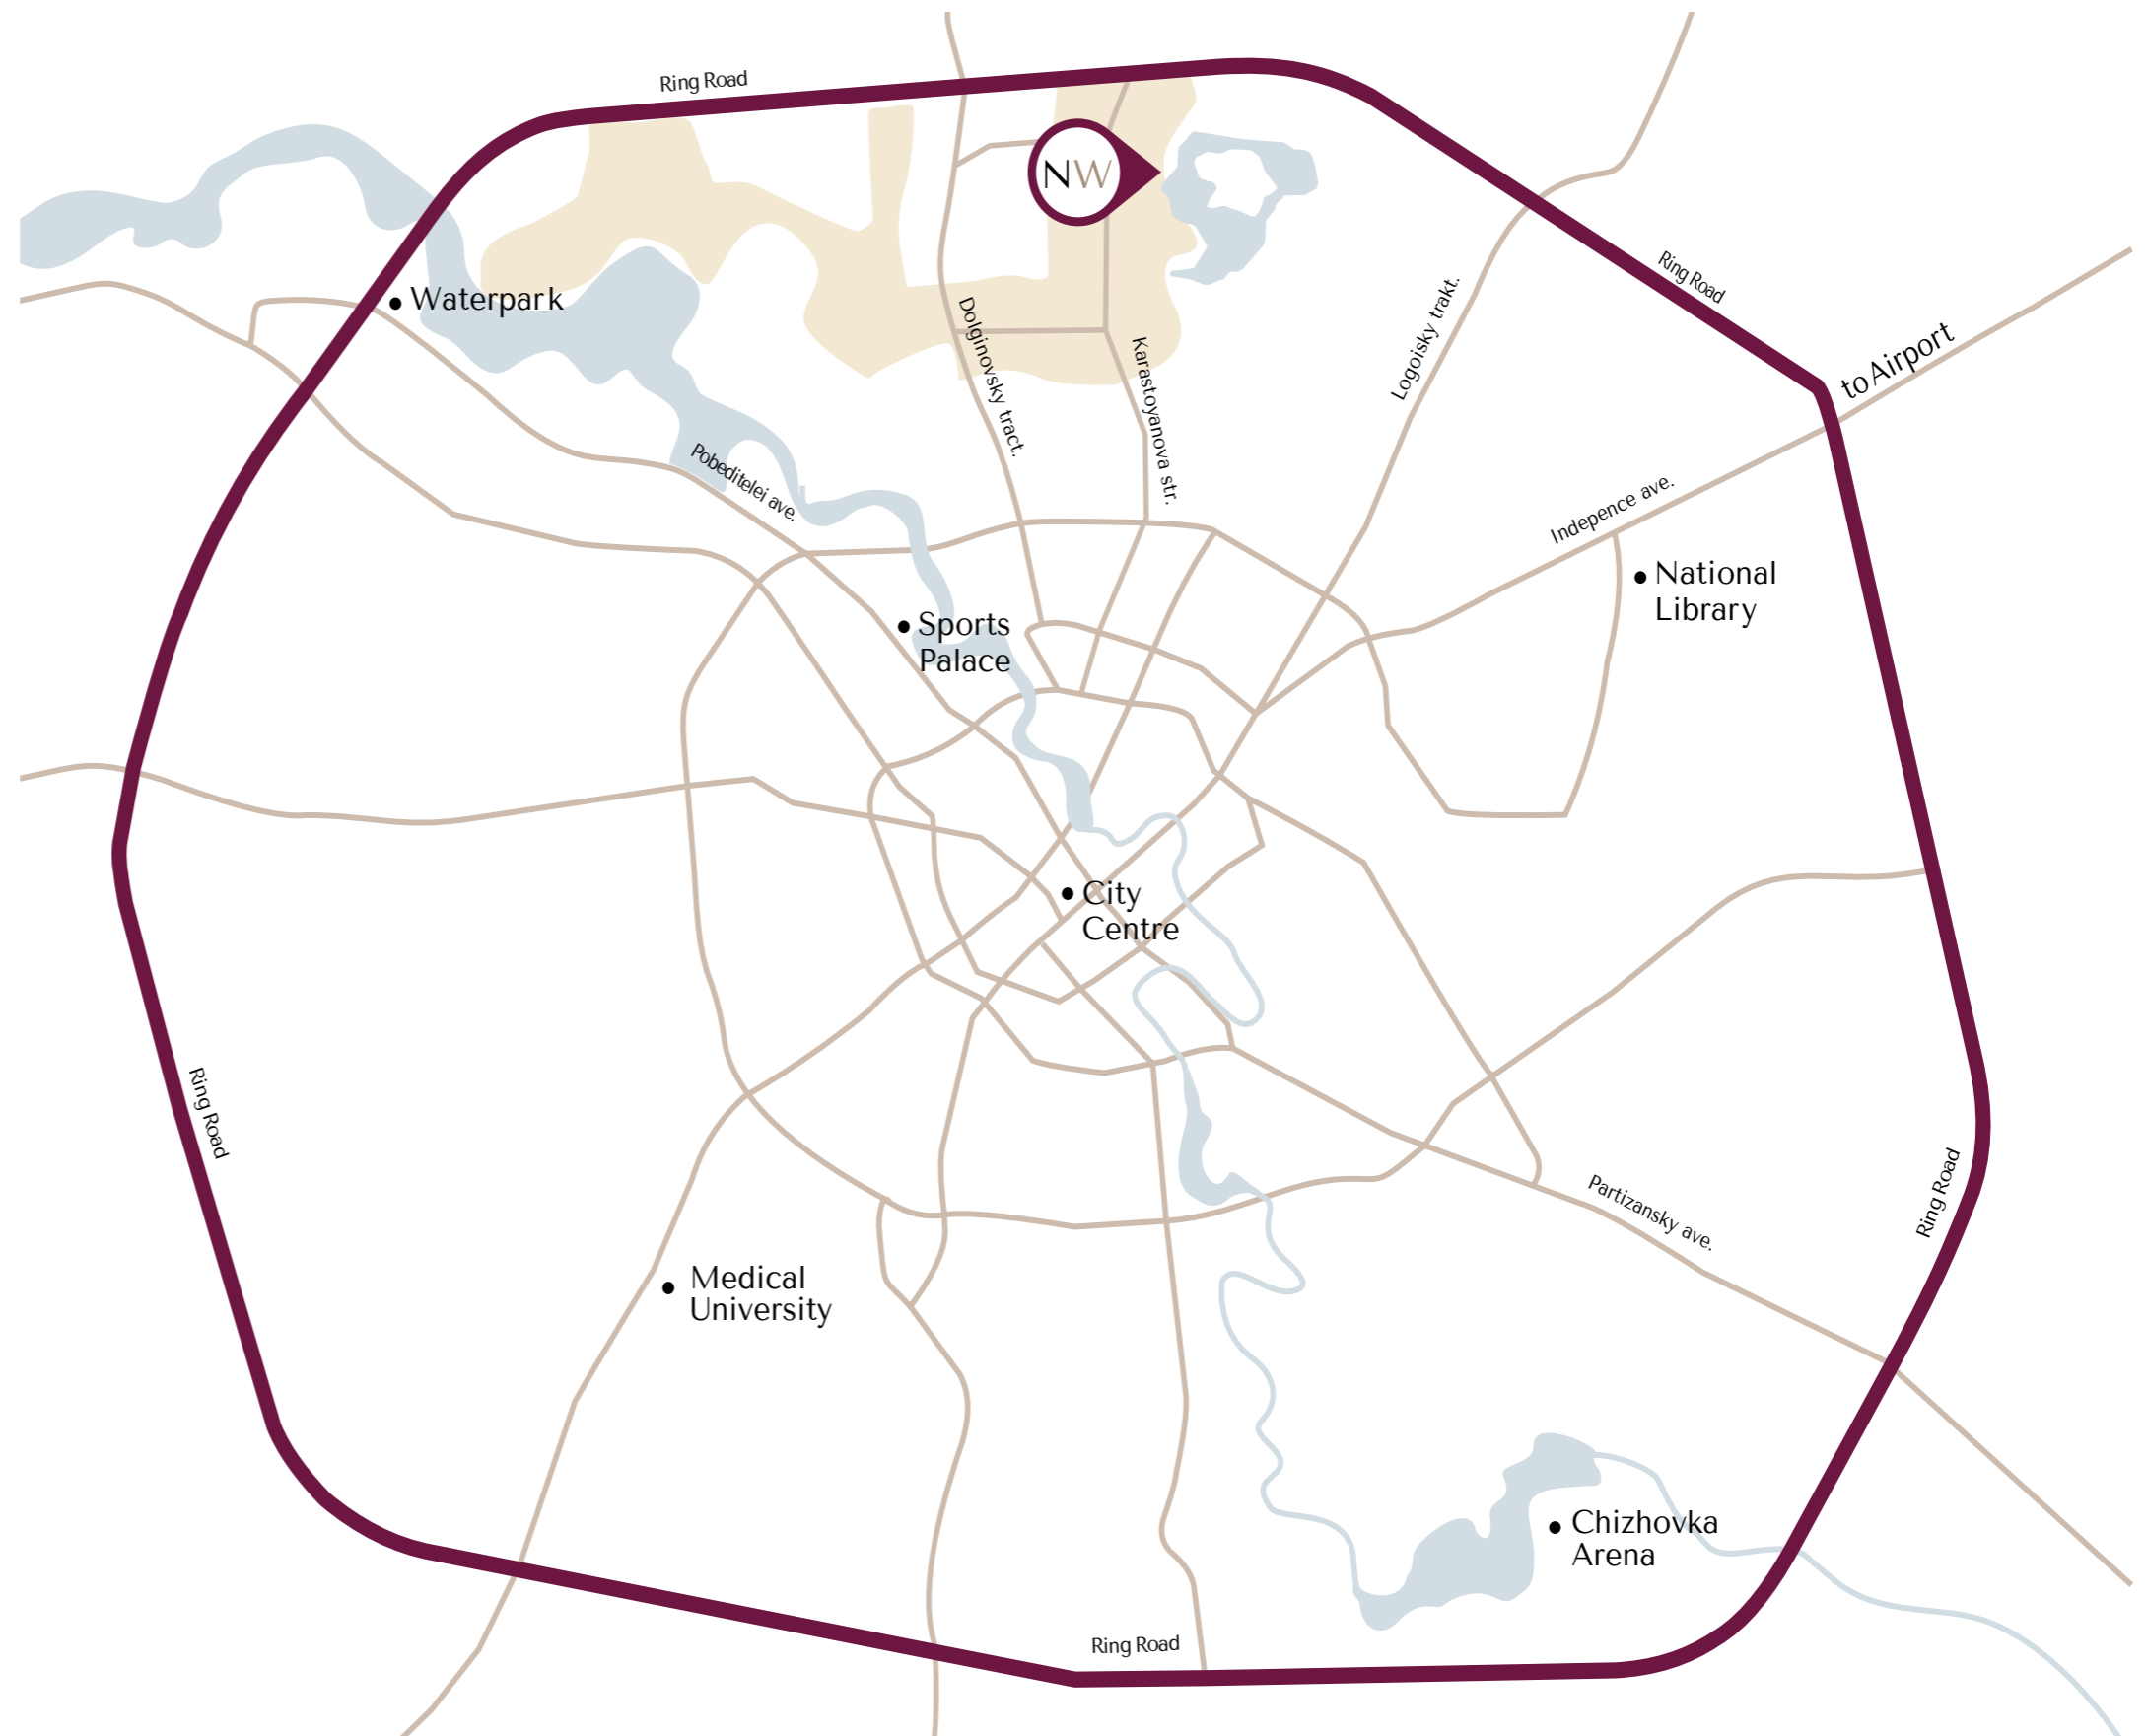 Ring Road
NW
Ring Road
Waterpark
to Airport
Dolginovsky tract.
Karastoyanova str.
Logoisky trakt.
Pobeditelei ave.
Indepence ave.
National
Library
Sports
Palace
City
Centre
Ring Road
Ring Road
Partizansky ave.
Medical
University
Chizhovka
Arena
Ring Road